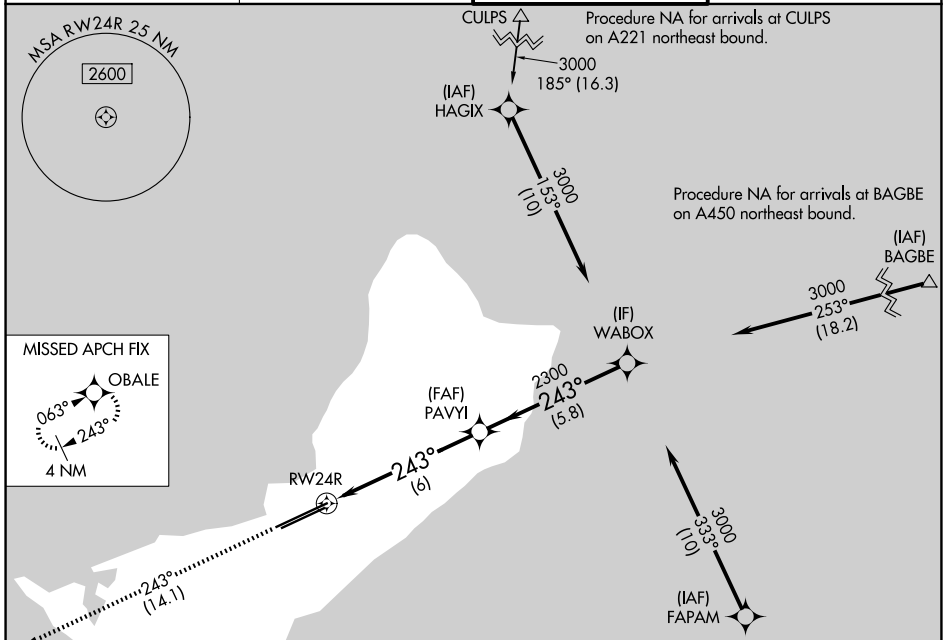 MSA RW24R 25 NM
2600
CULPS
Procedure NA for arrivals at CULPS
on A221 northeast bound.
3000
185° (16.3)
(IAF)
HAGIX
3000
153°
(10)
Procedure NA for arrivals at BAGBE
on A450 northeast bound.
(IAF)
BAGBE
3000
253°
(18.2)
(IF)
WABOX
2300
243°
(5.8)
(FAF)
PAVYI
MISSED APCH FIX
OBALE
063°
243°
4 NM
243°
(6)
RW24R
243°
(14.1)
3000
333°
(10)
(IAF)
FAPAM